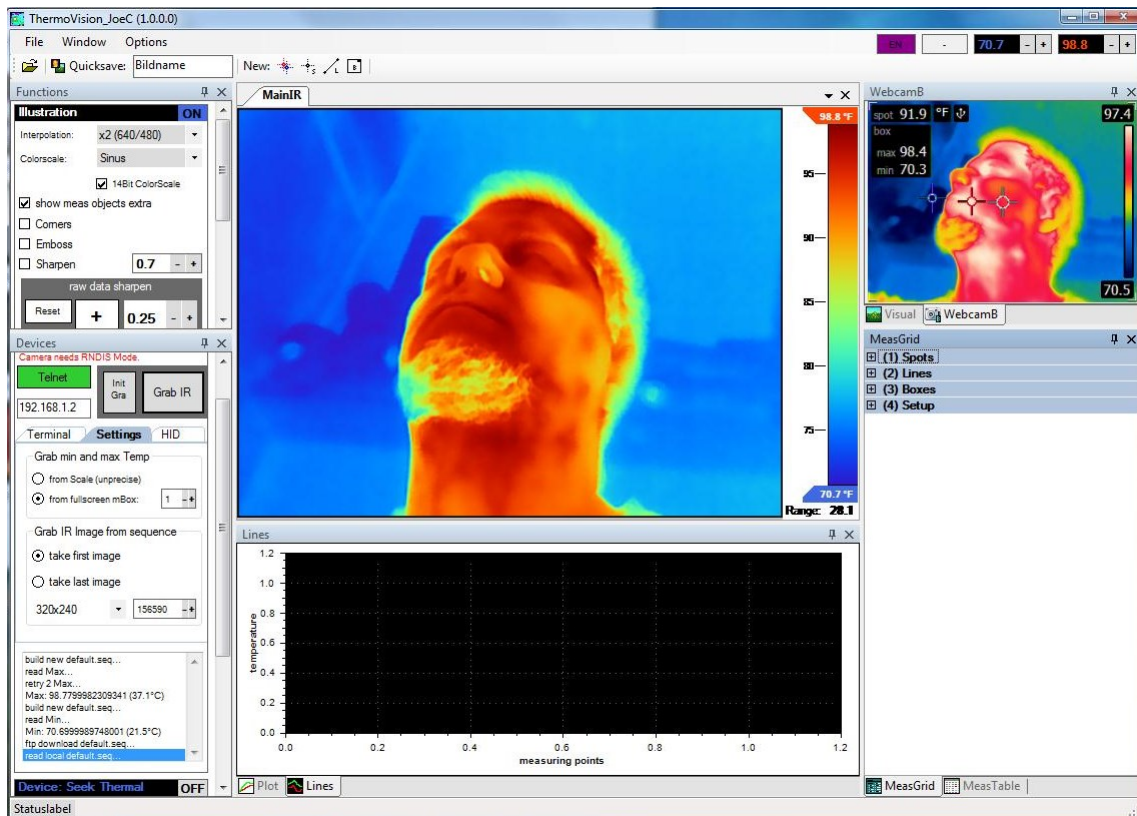 ThermoVision_JoeC (1.0.0.0)
File Window Options
EN - 70.7 - + 98.8 - +
Quicksave: Bildname New: S L B
Functions
Illustration ON
Interpolation: x2 (640/480)
Colorscale: Sinus
14Bit ColorScale
show meas objects extra
Corners
Emboss
Sharpen 0.7 - +
raw data sharpen
Reset + 0.25 - +
Devices
Camera needs RNDIS Mode.
Telnet
Init
Gra
Grab IR
192.168.1.2
Terminal Settings HID
Grab min and max Temp
from Scale (unprecise)
from fullscreen mBox: 1 -+
Grab IR Image from sequence
take first image
take last image
320x240 156590 -+
build new default.seq...
read Max...
retry 2 Max...
Max: 98.7799982309341 (37.1°C)
build new default.seq...
read Min...
Min: 70.6999989748001 (21.5°C)
ftp download default.seq...
read local default.seq...
Device: Seek Thermal OFF
Statuslabel
MainIR
98.8 °F
95
90
85
80
75
70.7 °F
Range: 28.1
Lines
temperature
1.2
1.0
0.8
0.6
0.4
0.2
0.0
0.0 0.2 0.4 0.6 0.8 1.0 1.2
measuring points
Plot Lines
WebcamB
spot 91.9 °F 97.4
box
max 98.4
min 70.3
70.5
Visual WebcamB
MeasGrid
(1) Spots
(2) Lines
(3) Boxes
(4) Setup
MeasGrid MeasTable